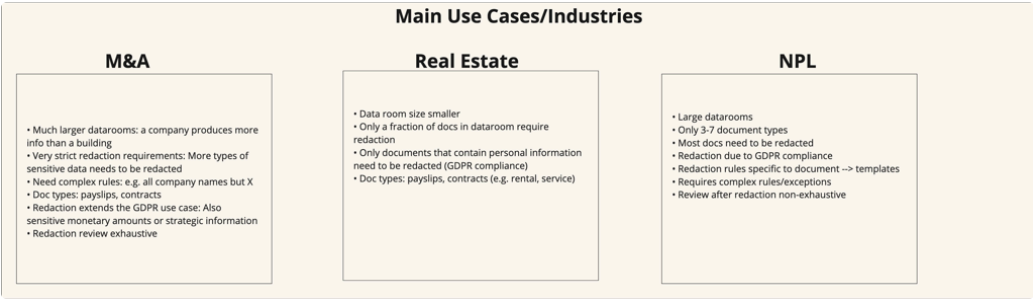 Main Use Cases/Industries
M&A
• Much larger datarooms: a company produces more
info than a building
• Very strict redaction requirements: More types of
sensitive data needs to be redacted
• Need complex rules: e.g. all company names but X
• Doc types: payslips, contracts
• Redaction extends the GDPR use case: Also
sensitive monetary amounts or strategic information
• Redaction review exhaustive
Real Estate
• Data room size smaller
• Only a fraction of docs in dataroom require
redaction
• Only documents that contain personal information
need to be redacted (GDPR compliance)
• Doc types: payslips, contracts (e.g. rental, service)
NPL
• Large datarooms
• Only 3-7 document types
• Most docs need to be redacted
• Redaction due to GDPR compliance
• Redaction rules specific to document --> templates
• Requires complex rules/exceptions
• Review after redaction non-exhaustive